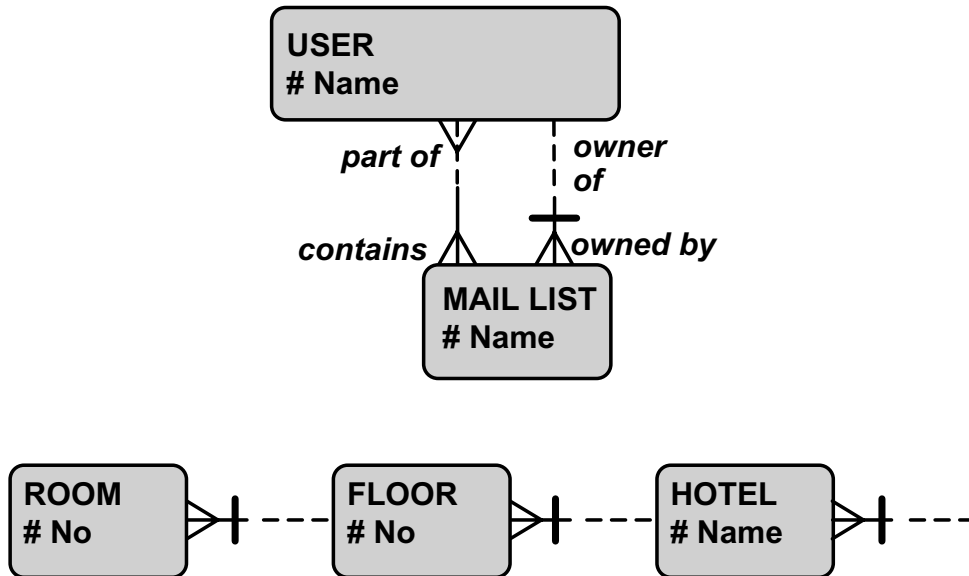 USER
# Name
part of
owner
of
contains
owned by
MAIL LIST
# Name
ROOM
# No
FLOOR
# No
HOTEL
# Name